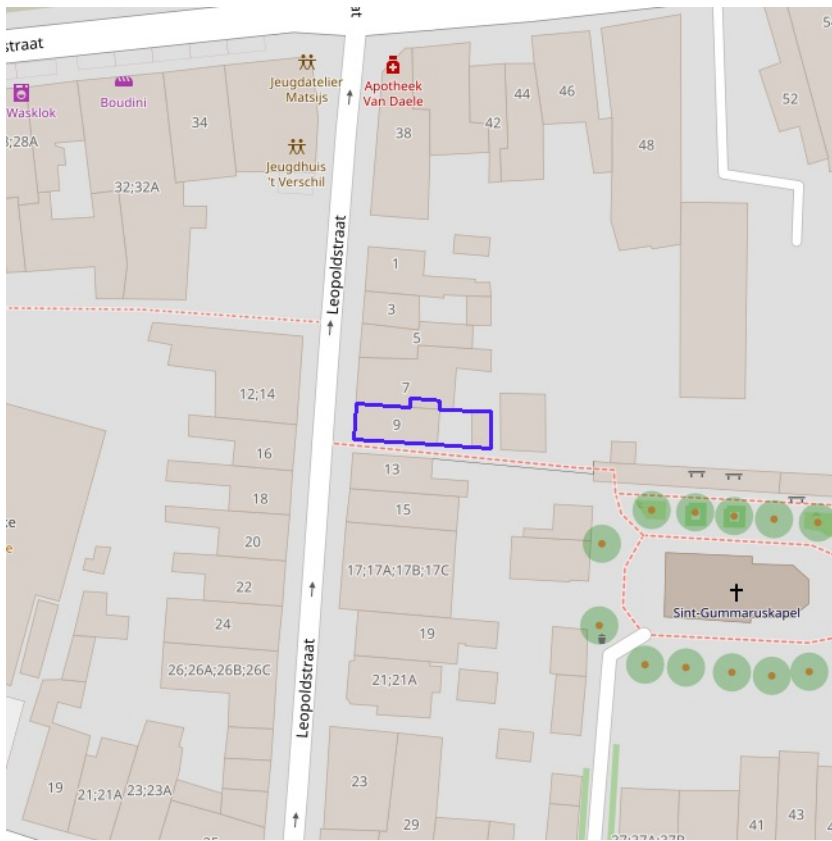 straat
Jeugdatelier
Matsijs
Apotheek
Van Daele
44
46
52
Wasklok
Boudini
34
42
38
48
28A
Jeugdhuis
't Verschil
32;32A
Leopoldstraat
1
3
5
7
12;14
9
16
13
18
15
20
17;17A;17B;17C
22
Sint-Gummaruskapel
24
19
26;26A;26B;26C
21;21A
Leopoldstraat
23
19
21;21A
23;23A
29
41
43